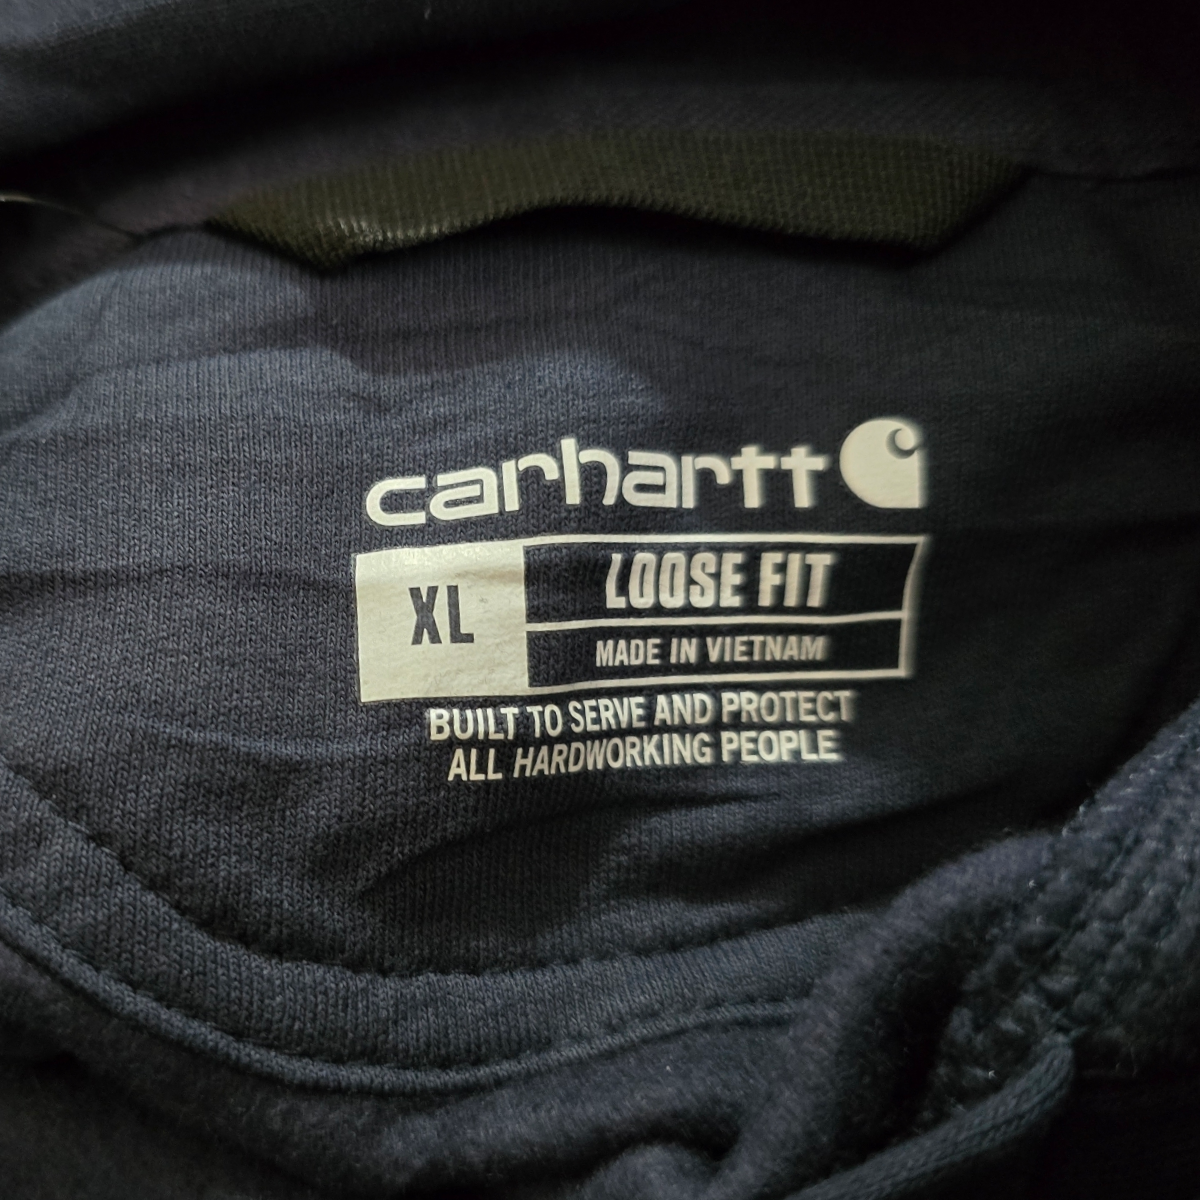 carhartt
XL
LOOSE FIT
MADE IN VIETNAM
BUILT TO SERVE AND PROTECT
ALL HARDWORKING PEOPLE